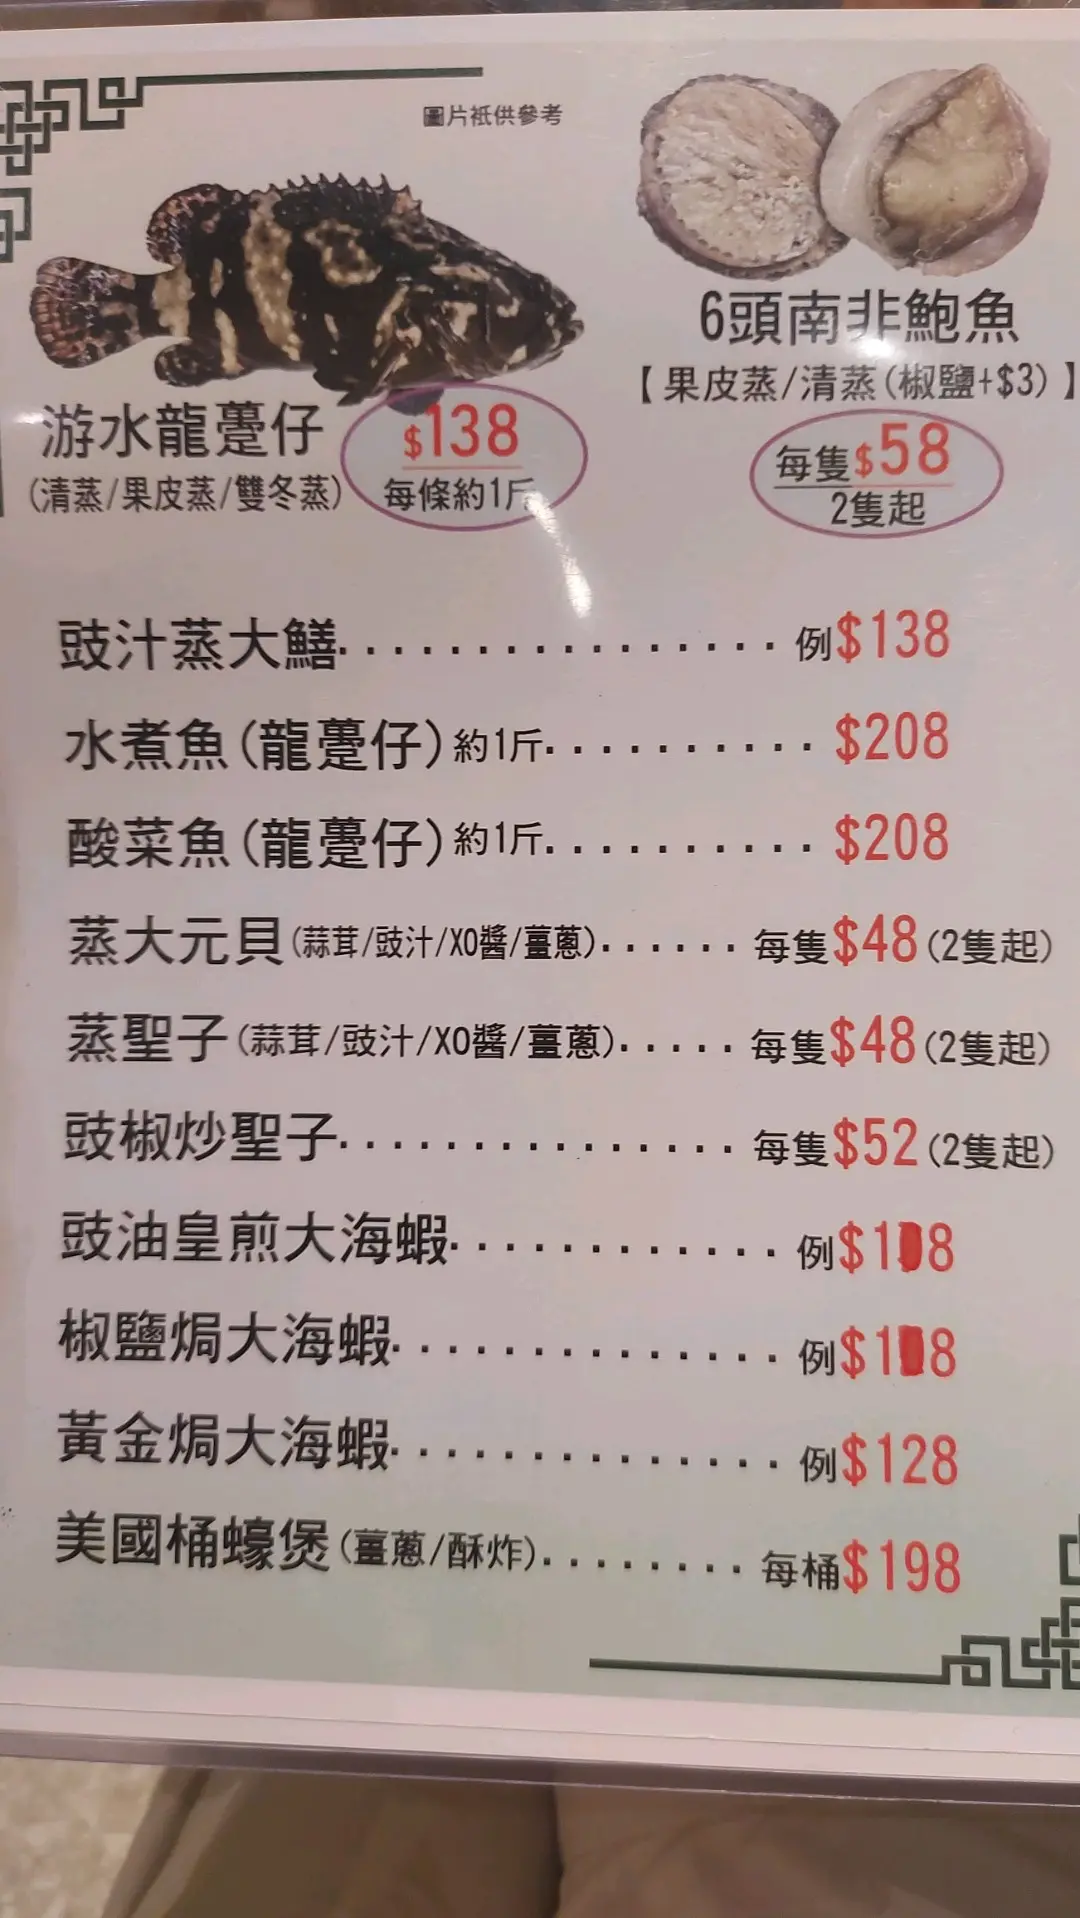 圖片祇供參考
6頭南非鮑魚
【果皮蒸/清蒸(椒鹽+$3)】
每隻$58
2隻起
游水龍躉仔
$138
(清蒸/果皮蒸/雙冬蒸)
每條約1斤
豉汁蒸大鱔................例$138
水煮魚(龍躉仔)約1斤..........$208
酸菜魚(龍躉仔)約1斤..........$208
蒸大元貝(蒜茸/豉汁/XO醬/薑蔥)......每隻$48(2隻起)
蒸聖子(蒜茸/豉汁/XO醬/薑蔥).....每隻$48(2隻起)
豉椒炒聖子...............每隻$52(2隻起)
豉油皇煎大海蝦.............例
椒鹽焗大海蝦...............例
黃金焗大海蝦...............例$128
美國桶蠔煲(薑蔥/酥炸)........每桶$198